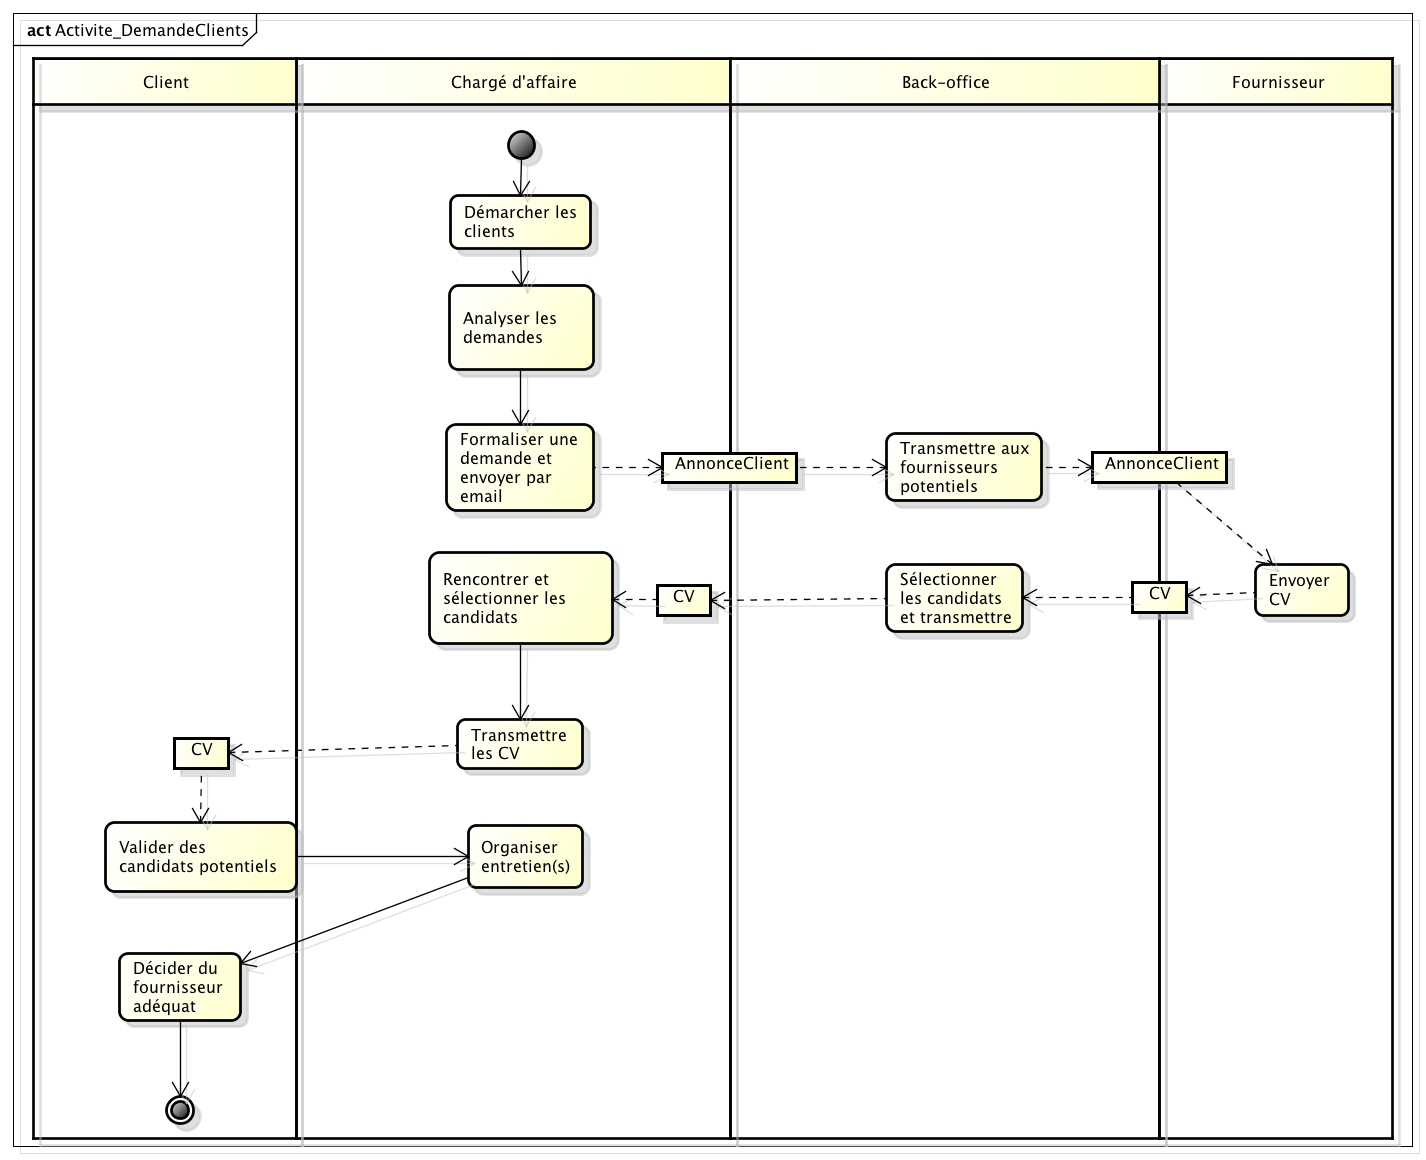 act Activite_DemandeClients
Client
Chargé d'affaire
Back-office
Fournisseur
Démarcher les
clients
Analyser les
demandes
Formaliser une
demande et
envoyer par
email
AnnonceClient
Transmettre aux
fournisseurs
potentiels
AnnonceClient
Rencontrer et
sélectionner les
candidats
CV
Sélectionner
les candidats
et transmettre
CV
Envoyer
CV
Transmettre
les CV
CV
Valider des
candidats potentiels
Organiser
entretien(s)
Décider du
fournisseur
adéquat